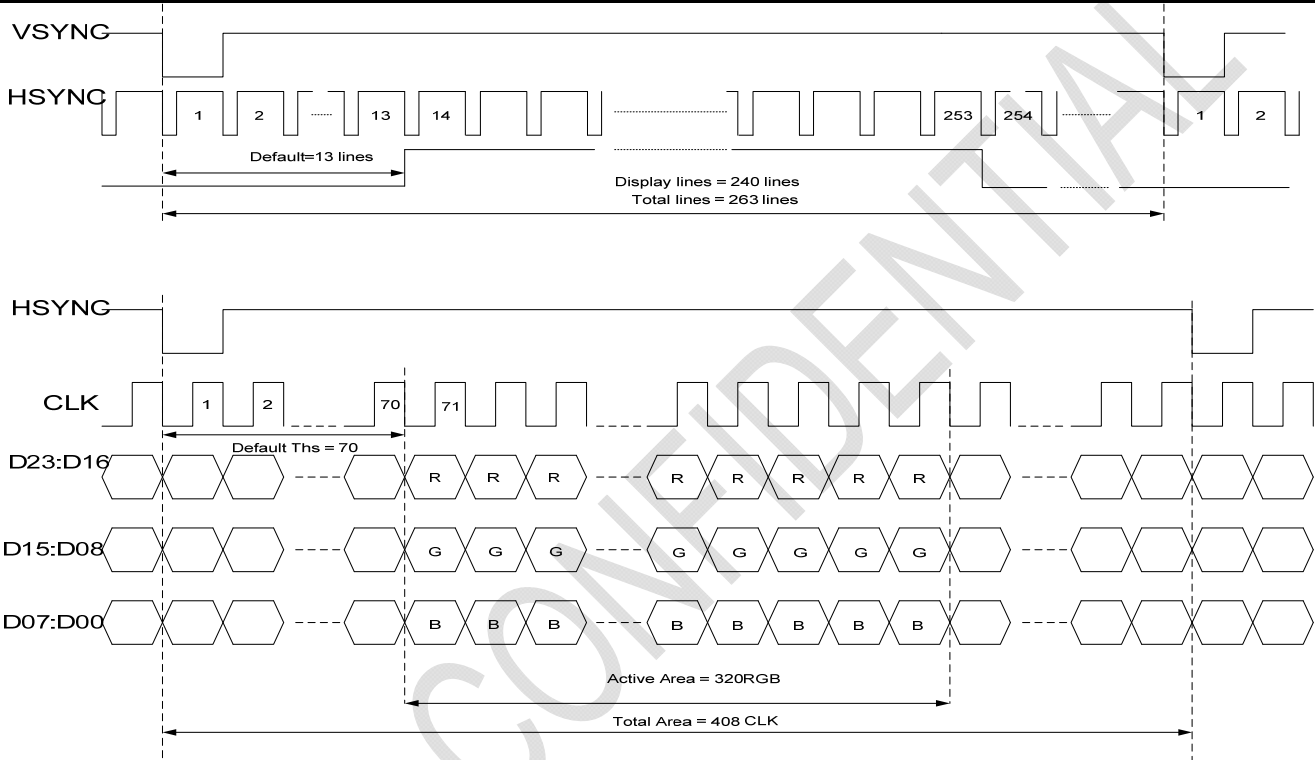 VSYNC
HSYNC
1 2 13 14 253 254 1 2
Default=13 lines
Display lines = 240 lines
Total lines = 263 lines
HSYNC
CLK
1 2 70 71
Default Ths = 70
D23:D16
R R R R R R R R
D15:D08
G G G G G G G G
D07:D00
B B B B B B B B
Active Area = 320RGB
Total Area = 408 CLK
CONFIDENTIAL